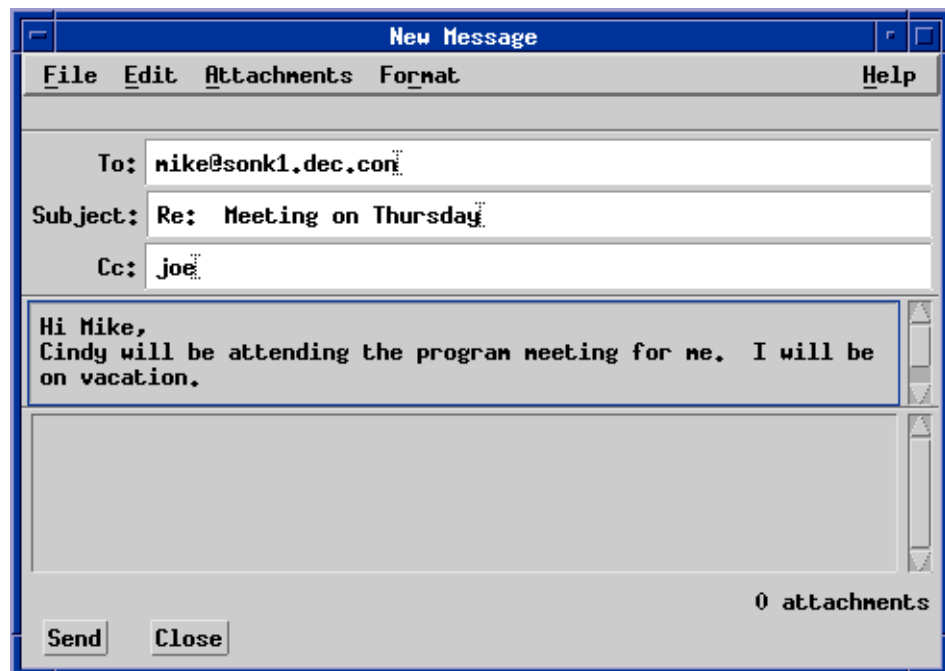 New Message
File Edit Attachments Format Help
To: mike@sonk1.dec.com
Subject: Re: Meeting on Thursday
Cc: joe
Hi Mike,
Cindy will be attending the program meeting for me. I will be
on vacation.
0 attachments
Send Close